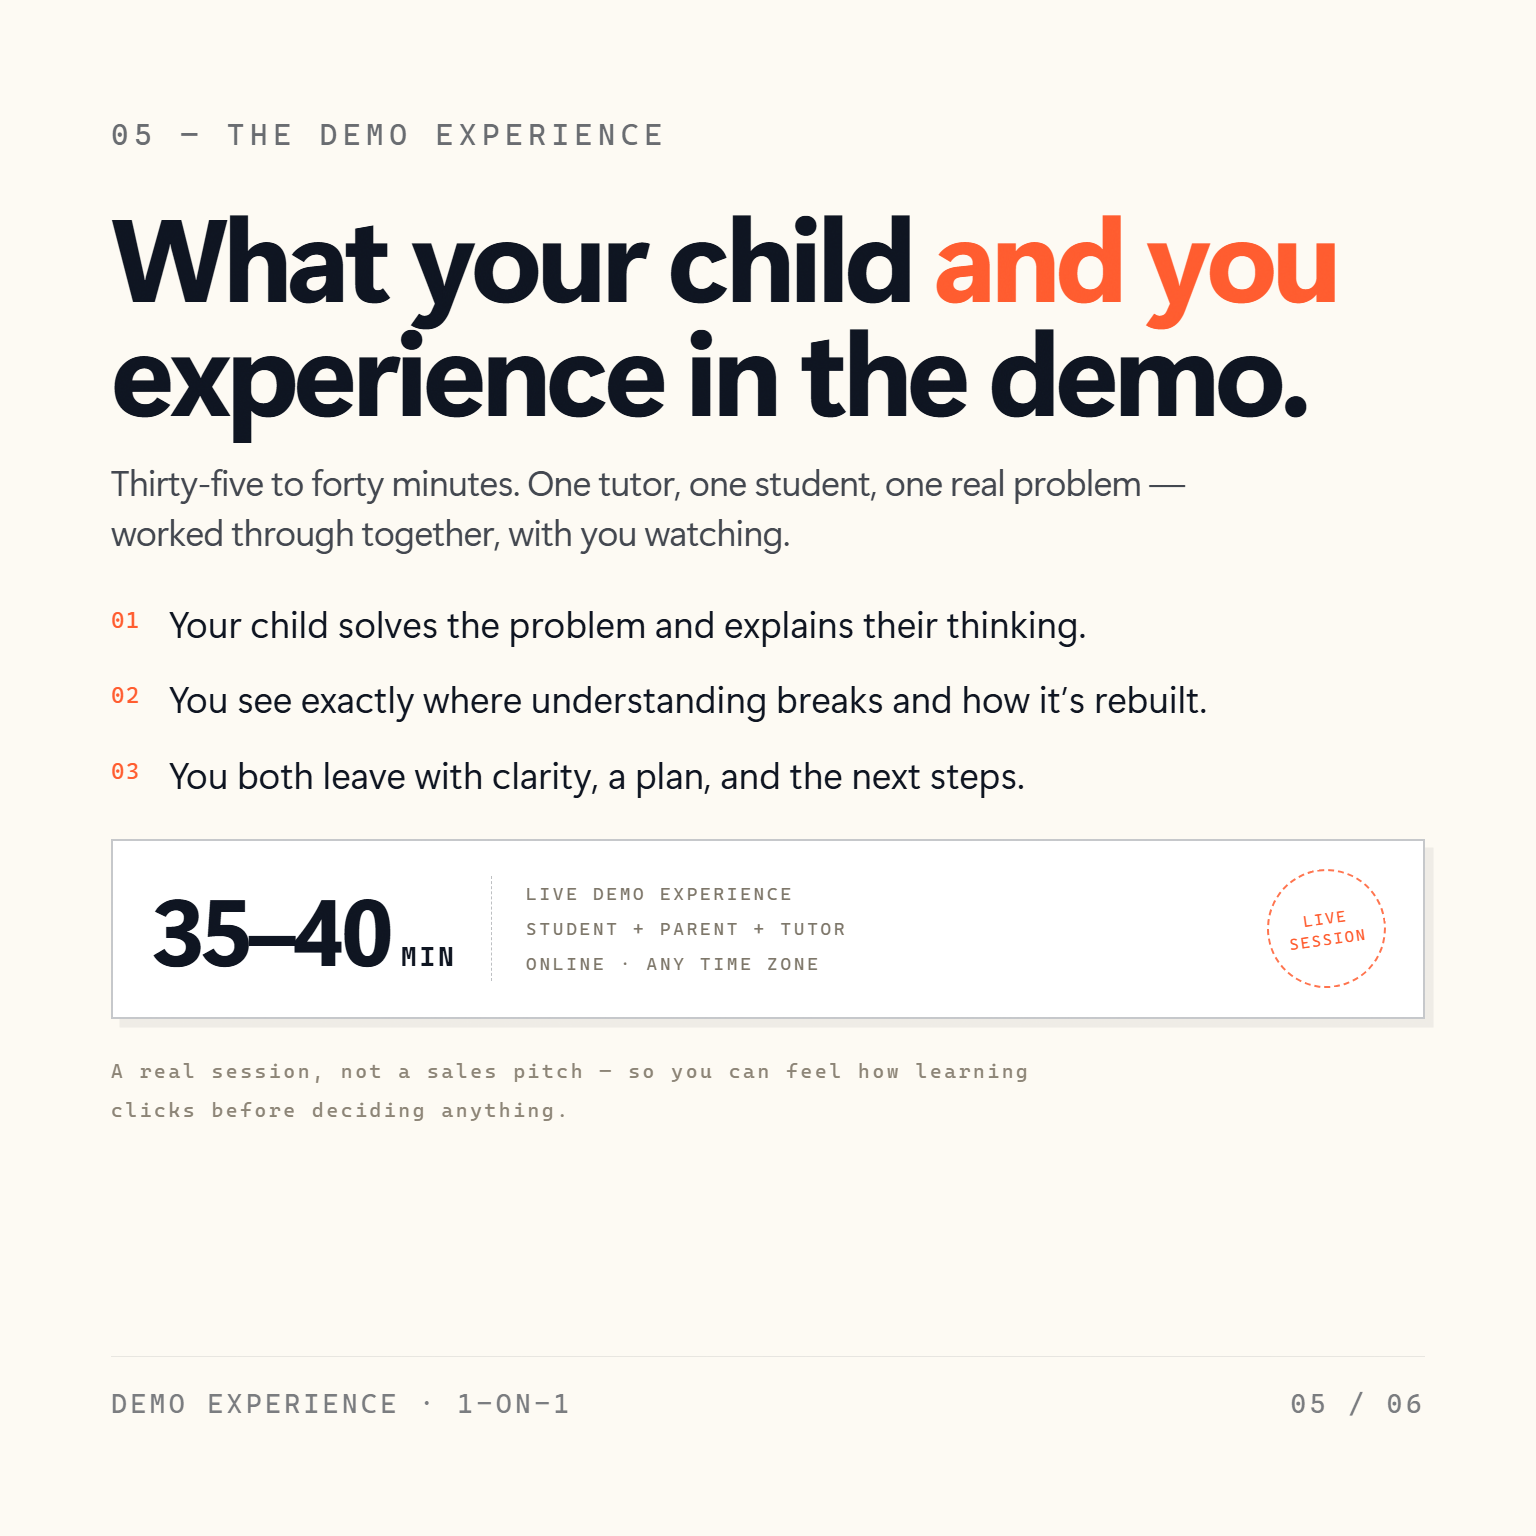 05 — THE DEMO EXPERIENCE
What your child and you
experience in the demo.
Thirty-five to forty minutes. One tutor, one student, one real problem —
worked through together, with you watching.
01 Your child solves the problem and explains their thinking.
02 You see exactly where understanding breaks and how it’s rebuilt.
03 You both leave with clarity, a plan, and the next steps.
35–40 MIN
LIVE DEMO EXPERIENCE
STUDENT + PARENT + TUTOR
ONLINE · ANY TIME ZONE
LIVE
SESSION
A real session, not a sales pitch — so you can feel how learning
clicks before deciding anything.
DEMO EXPERIENCE · 1-ON-1
05 / 06